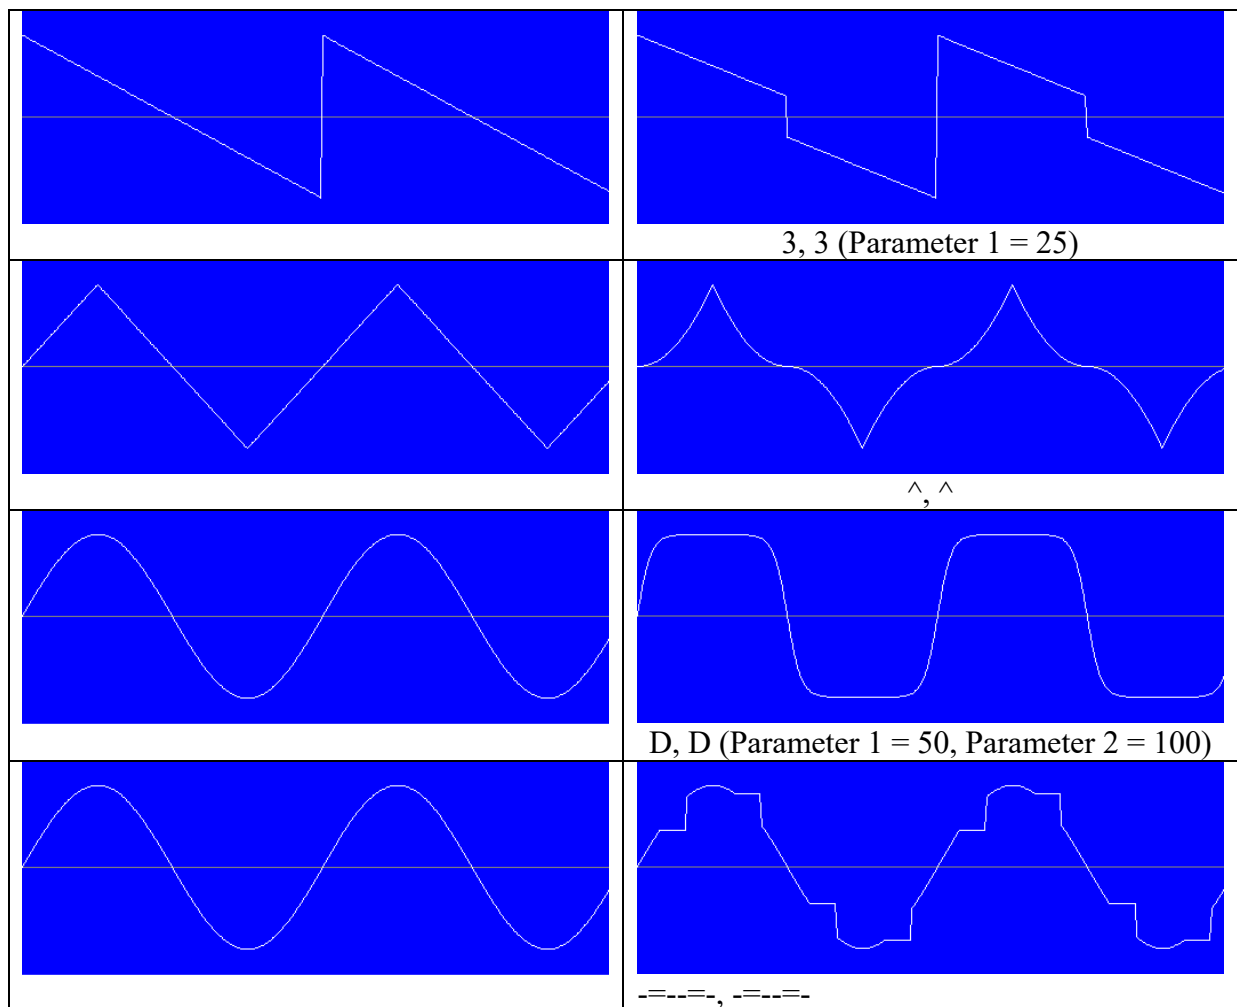 3, 3 (Parameter 1 = 25)
^, ^
D, D (Parameter 1 = 50, Parameter 2 = 100)
-=--=-, -=--=-